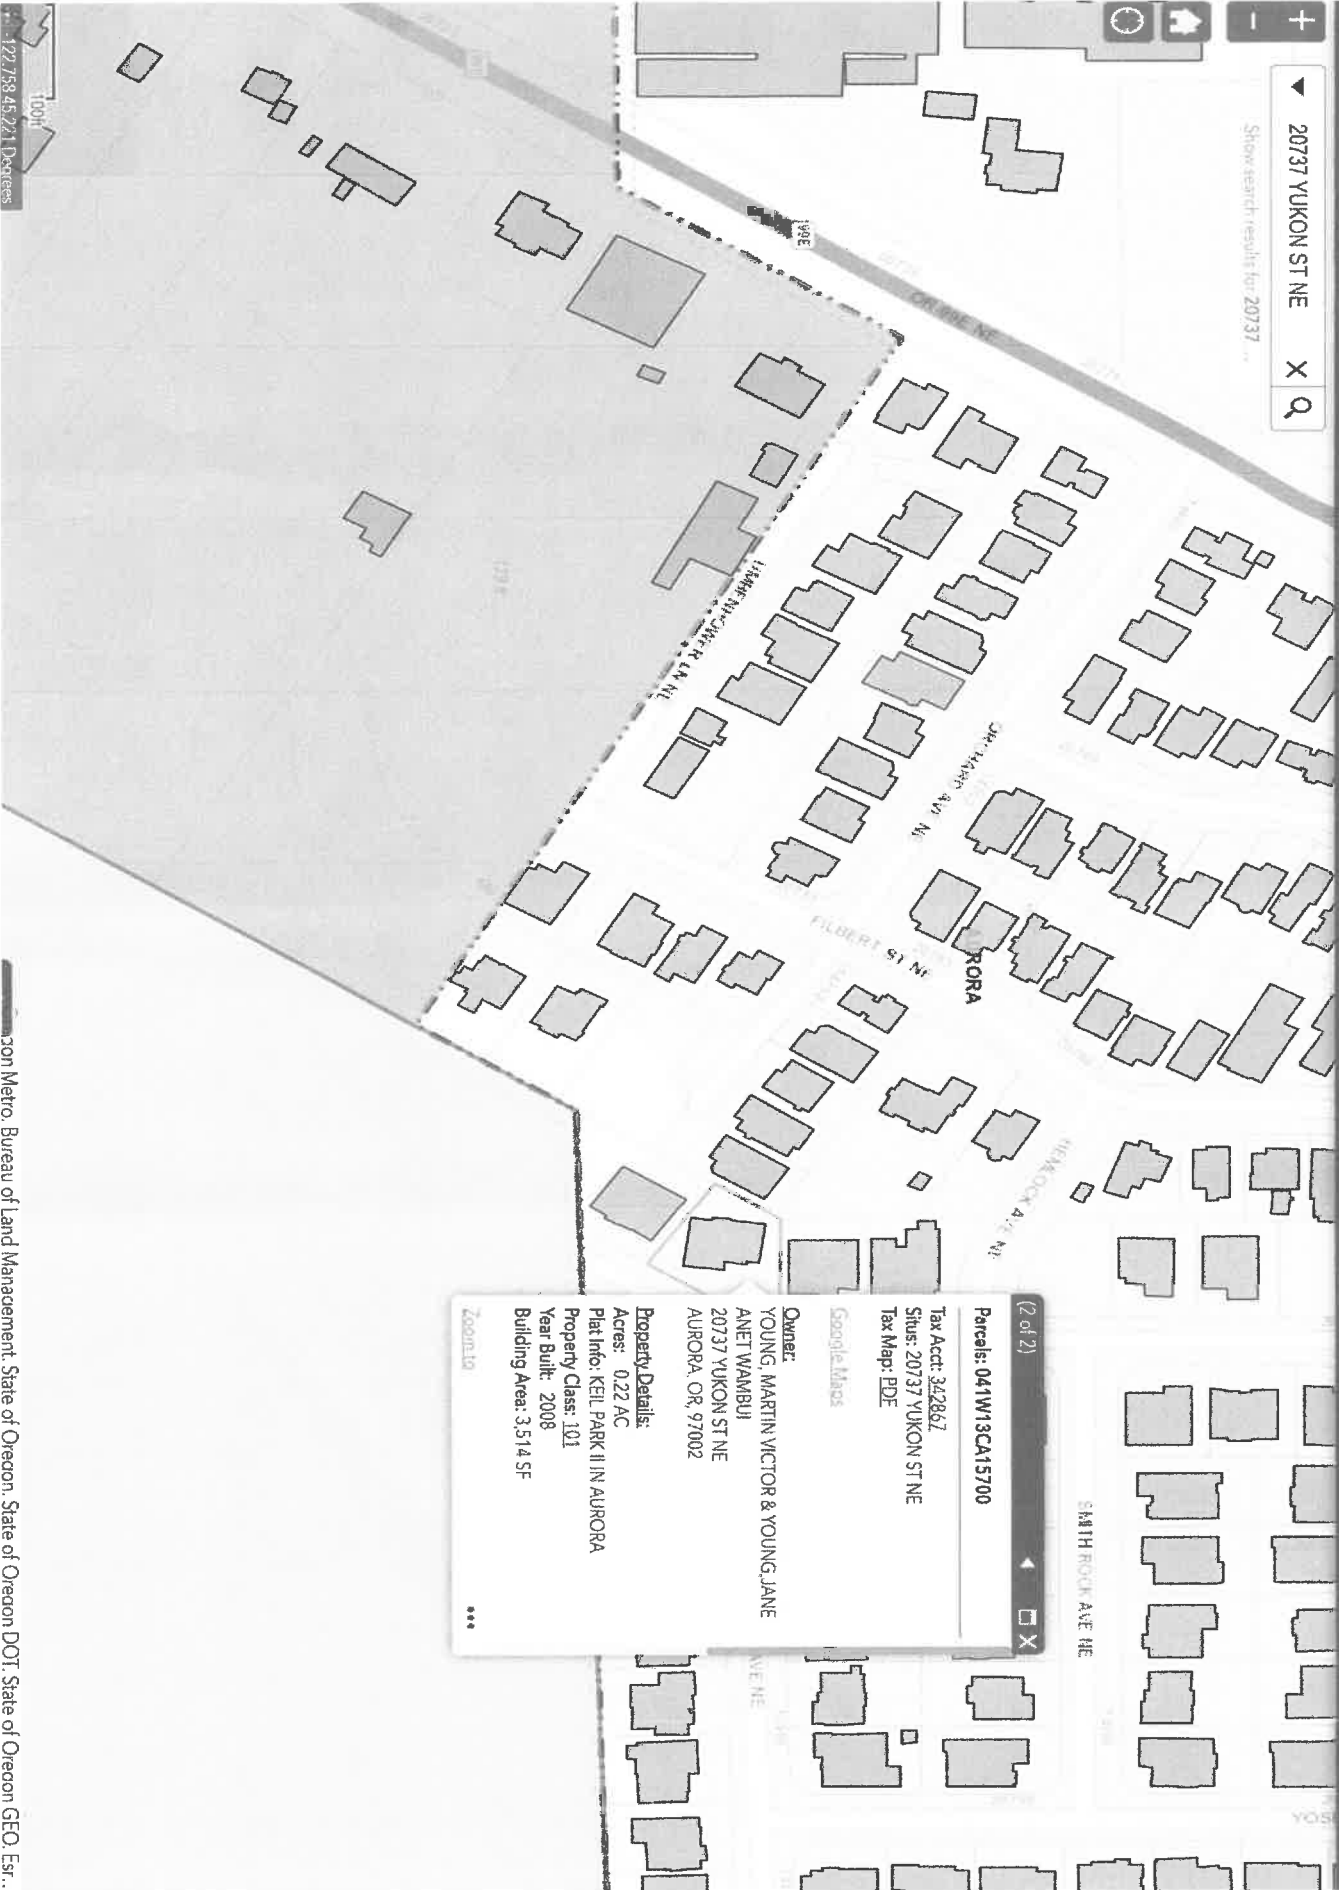 +
−
20737 YUKON ST NE X
Show search results for 20737 ...
OR 99E NE
ORCHARD AVE NE
AURORA
FILBERT ST NE
HEMLOCK AVE NE
SMITH ROCK AVE NE
AVE NE
YOSE
(2 of 2)
X
Parcels: 041W13CA15700
Tax Acct: 342867
Situs: 20737 YUKON ST NE
Tax Map: PDF
Google Maps
Owner:
YOUNG, MARTIN VICTOR & YOUNG,JANE
ANET WAMBUI
20737 YUKON ST NE
AURORA, OR, 97002
Property Details:
Acres: 0.22 AC
Plat Info: KEIL PARK II IN AURORA
Property Class: 101
Year Built: 2008
Building Area: 3,514 SF
Zoom to
•••
100ft
-122.758 45.221 Degrees
gon Metro, Bureau of Land Management, State of Oregon, State of Oregon DOT, State of Oregon GEO, Esr...